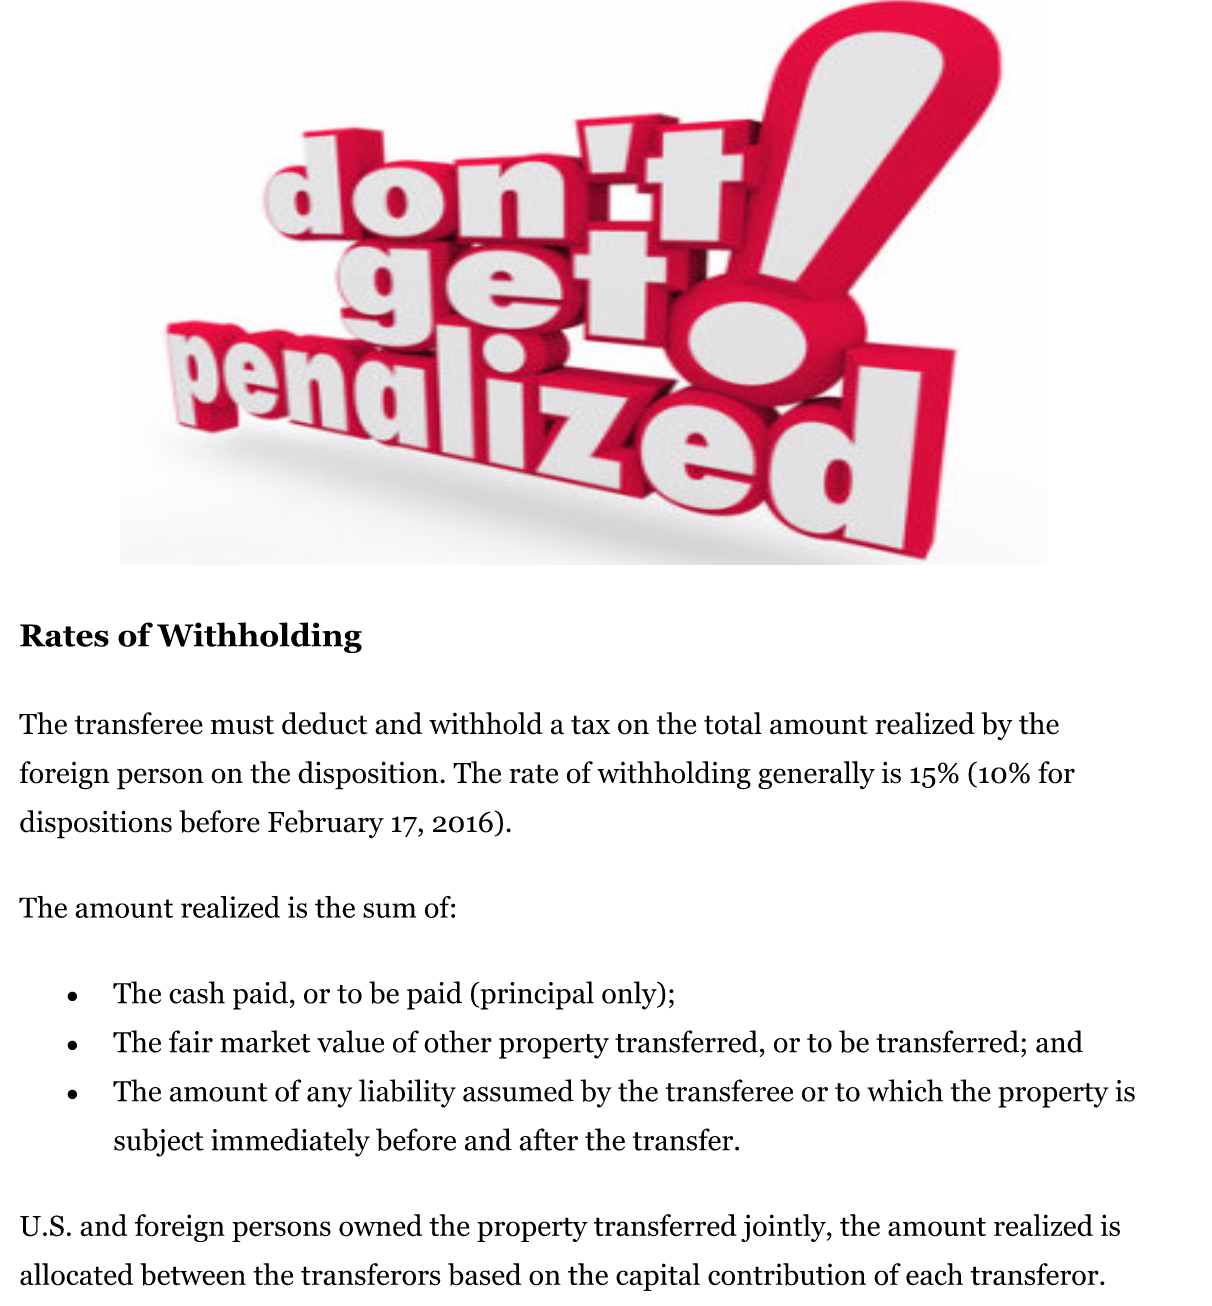 don't
get
penalized!
Rates of Withholding
The transferee must deduct and withhold a tax on the total amount realized by the
foreign person on the disposition. The rate of withholding generally is 15% (10% for
dispositions before February 17, 2016).
The amount realized is the sum of:
• The cash paid, or to be paid (principal only);
• The fair market value of other property transferred, or to be transferred; and
• The amount of any liability assumed by the transferee or to which the property is
subject immediately before and after the transfer.
U.S. and foreign persons owned the property transferred jointly, the amount realized is
allocated between the transferors based on the capital contribution of each transferor.